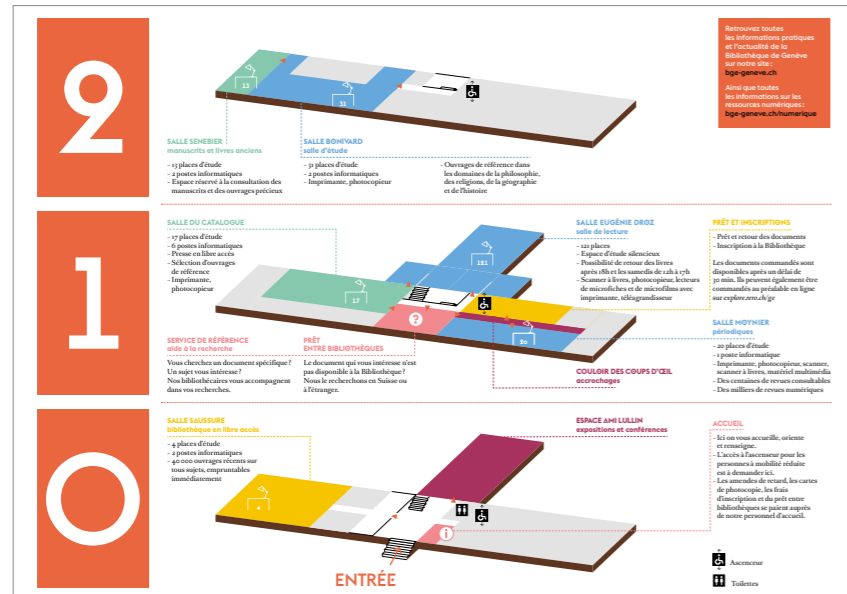 2
Retrouvez toutes
les informations pratiques
et l'actualité de la
Bibliothèque de Genève
sur notre site :
bge-geneve.ch
Ainsi que toutes
les informations sur les
ressources numériques :
bge-geneve.ch/numerique
13
31
SALLE SENEBIER
manuscrits et livres anciens
- 13 places d'étude
- 2 postes informatiques
- Espace réservé à la consultation des
manuscrits et des ouvrages précieux
SALLE BONIVARD
salle d'étude
- 31 places d'étude
- 2 postes informatiques
- Imprimante, photocopieur
- Ouvrages de référence dans
les domaines de la philosophie,
des religions, de la géographie
et de l'histoire
1
SALLE DU CATALOGUE
- 17 places d'étude
- 6 postes informatiques
- Presse en libre accès
- Sélection d'ouvrages
de référence
- Imprimante,
photocopieur
SALLE EUGÉNIE DROZ
salle de lecture
- 121 places
- Espace d'étude silencieux
- Possibilité de retour des livres
après 18h et les samedis de 12h à 17h
- Scanner à livres, photocopieur, lecteurs
de microfiches et de microfilms avec
imprimante, téléagrandisseur
PRÊT ET INSCRIPTIONS
- Prêt et retour des documents
- Inscription à la Bibliothèque
Les documents commandés sont
disponibles après un délai de
30 min. Ils peuvent également être
commandés au préalable en ligne
sur explore.rero.ch/ge
121
17
?
20
SERVICE DE RÉFÉRENCE
aide à la recherche
Vous cherchez un document spécifique ?
Un sujet vous intéresse ?
Nos bibliothécaires vous accompagnent
dans vos recherches.
PRÊT
ENTRE BIBLIOTHÈQUES
Le document qui vous intéresse n'est
pas disponible à la Bibliothèque ?
Nous le recherchons en Suisse ou
à l'étranger.
COULOIR DES COUPS D'ŒIL
accrochages
SALLE MOYNIER
périodiques
- 20 places d'étude
- 1 poste informatique
- Imprimante, photocopieur, scanner,
scanner à livres, matériel multimédia
- Des centaines de revues consultables
- Des milliers de revues numériques
0
SALLE SAUSSURE
bibliothèque en libre accès
- 4 places d'étude
- 2 postes informatiques
- 40 000 ouvrages récents sur
tous sujets, empruntables
immédiatement
ESPACE AMI LULLIN
expositions et conférences
ACCUEIL
- Ici on vous accueille, oriente
et renseigne.
- L'accès à l'ascenseur pour les
personnes à mobilité réduite
est à demander ici.
- Les amendes de retard, les cartes
de photocopie, les frais
d'inscription et du prêt entre
bibliothèques se paient auprès
de notre personnel d'accueil.
4
i
ENTRÉE
Ascenceur
Toilettes